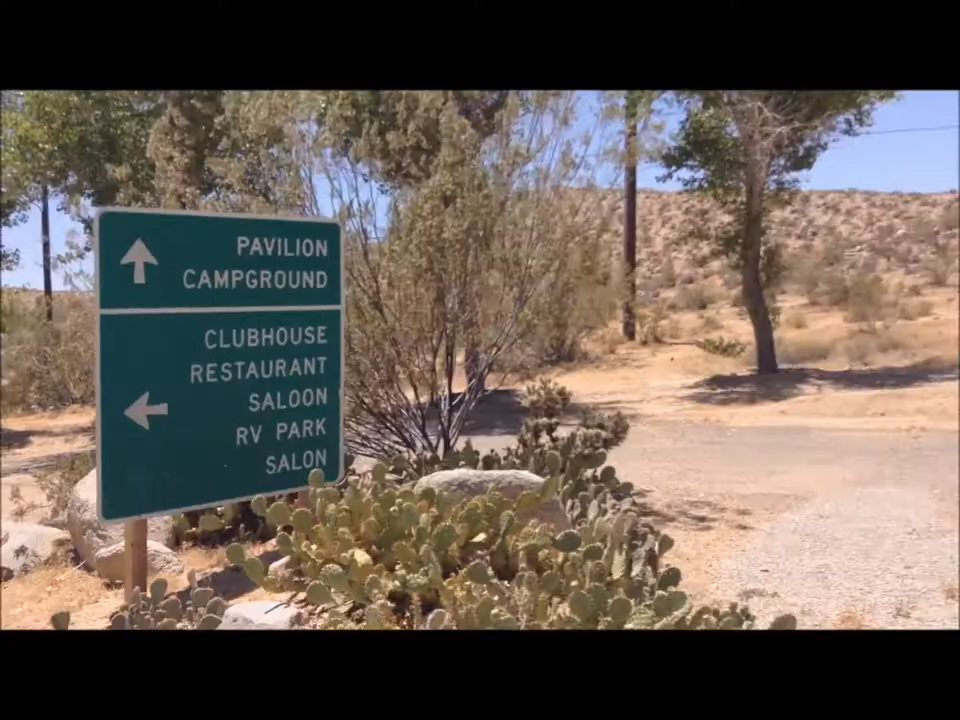 PAVILION
CAMPGROUND
CLUBHOUSE
RESTAURANT
SALOON
RV PARK
SALON